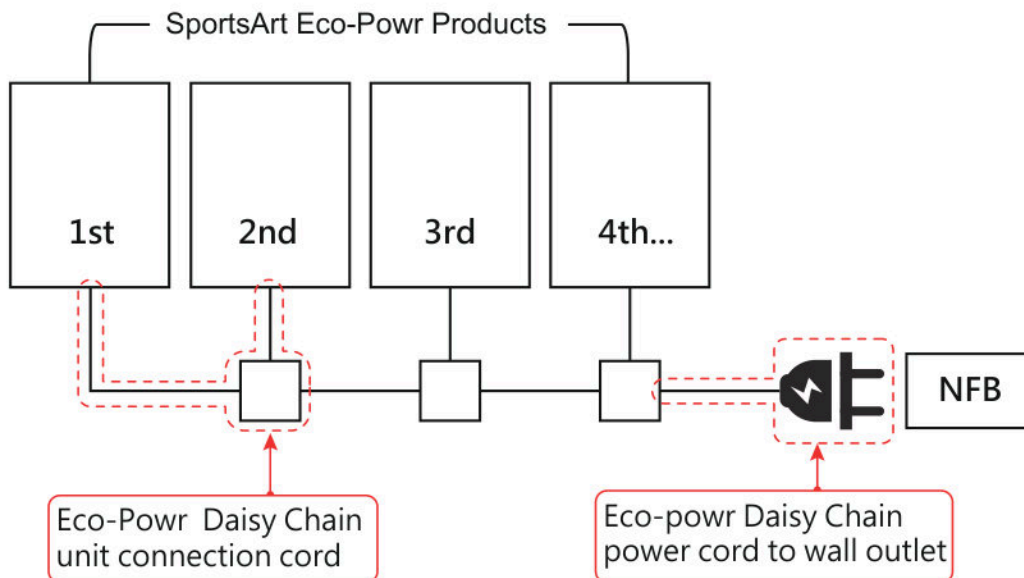 SportsArt Eco-Powr Products
1st
2nd
3rd
4th...
NFB
Eco-Powr Daisy Chain
unit connection cord
Eco-powr Daisy Chain
power cord to wall outlet